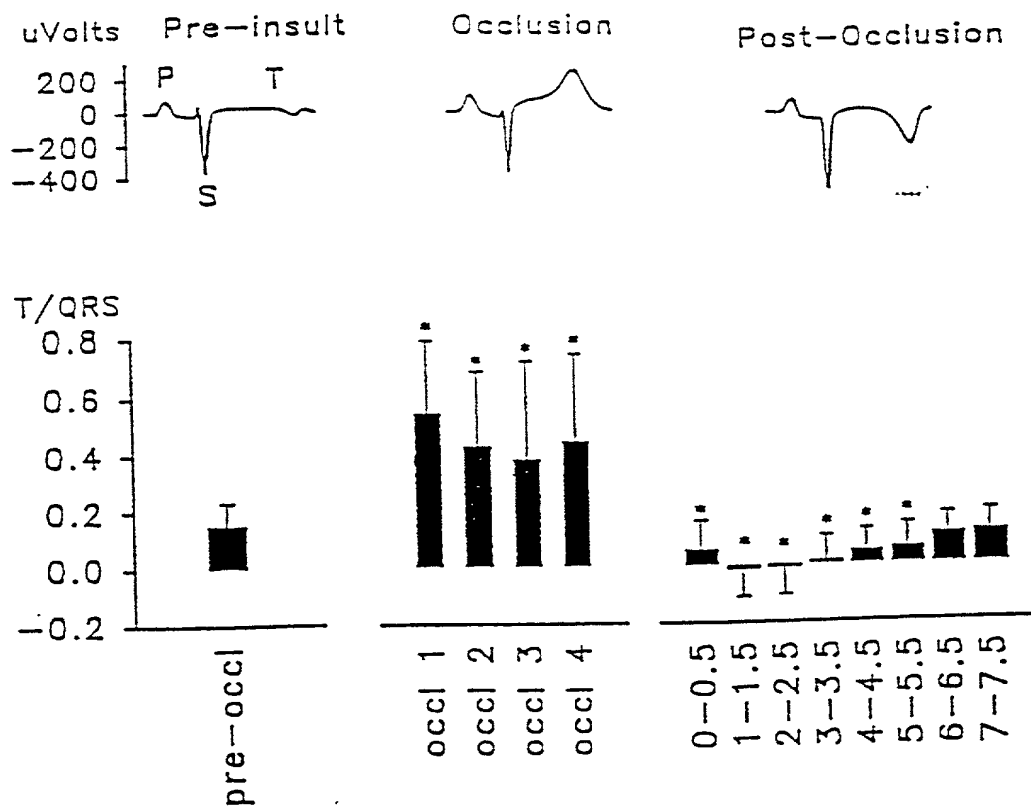 uVolts Pre-insult Occlusion Post-Occlusion
200
0
-200
-400
P T
S
T/QRS
0.8
0.6
0.4
0.2
0.0
-0.2
* * * *
* * * * * *
pre-occl
occl 1
occl 2
occl 3
occl 4
0-0.5
1-1.5
2-2.5
3-3.5
4-4.5
5-5.5
6-6.5
7-7.5